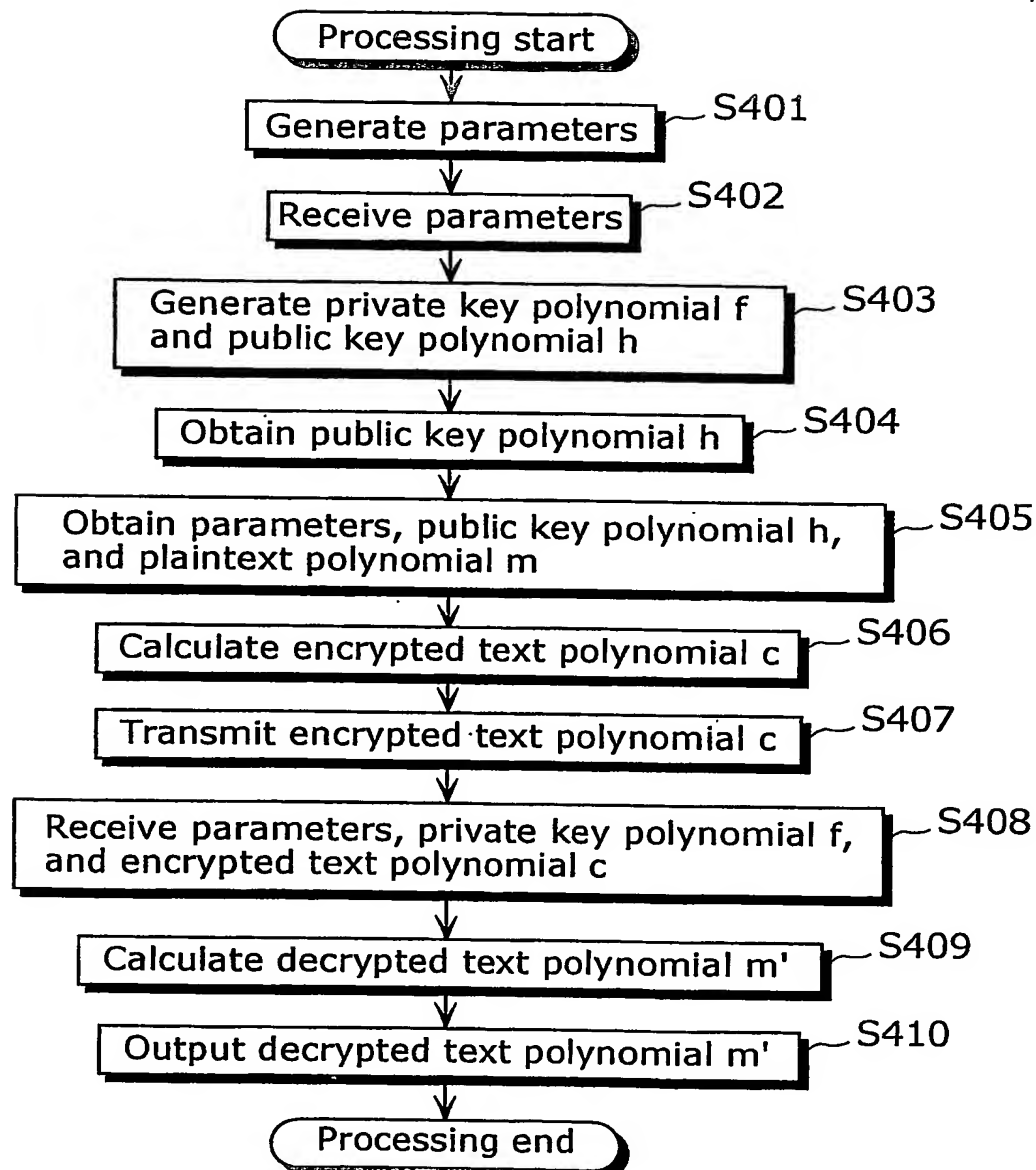 Processing start
Generate parameters
S401
Receive parameters
S402
Generate private key polynomial f
and public key polynomial h
S403
Obtain public key polynomial h
S404
Obtain parameters, public key polynomial h,
and plaintext polynomial m
S405
Calculate encrypted text polynomial c
S406
Transmit encrypted text polynomial c
S407
Receive parameters, private key polynomial f,
and encrypted text polynomial c
S408
Calculate decrypted text polynomial m'
S409
Output decrypted text polynomial m'
S410
Processing end